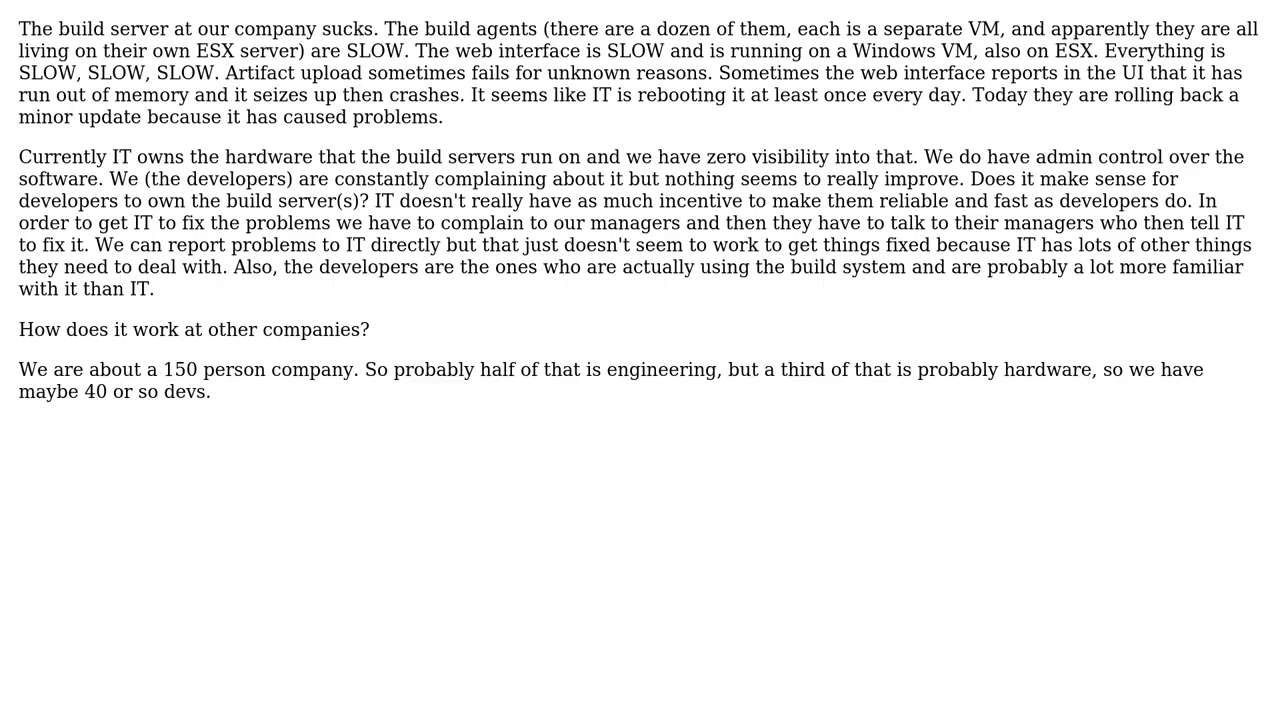 The build server at our company sucks. The build agents (there are a dozen of them, each is a separate VM, and apparently they are all
living on their own ESX server) are SLOW. The web interface is SLOW and is running on a Windows VM, also on ESX. Everything is
SLOW, SLOW, SLOW. Artifact upload sometimes fails for unknown reasons. Sometimes the web interface reports in the UI that it has
run out of memory and it seizes up then crashes. It seems like IT is rebooting it at least once every day. Today they are rolling back a
minor update because it has caused problems.
Currently IT owns the hardware that the build servers run on and we have zero visibility into that. We do have admin control over the
software. We (the developers) are constantly complaining about it but nothing seems to really improve. Does it make sense for
developers to own the build server(s)? IT doesn't really have as much incentive to make them reliable and fast as developers do. In
order to get IT to fix the problems we have to complain to our managers and then they have to talk to their managers who then tell IT
to fix it. We can report problems to IT directly but that just doesn't seem to work to get things fixed because IT has lots of other things
they need to deal with. Also, the developers are the ones who are actually using the build system and are probably a lot more familiar
with it than IT.
How does it work at other companies?
We are about a 150 person company. So probably half of that is engineering, but a third of that is probably hardware, so we have
maybe 40 or so devs.